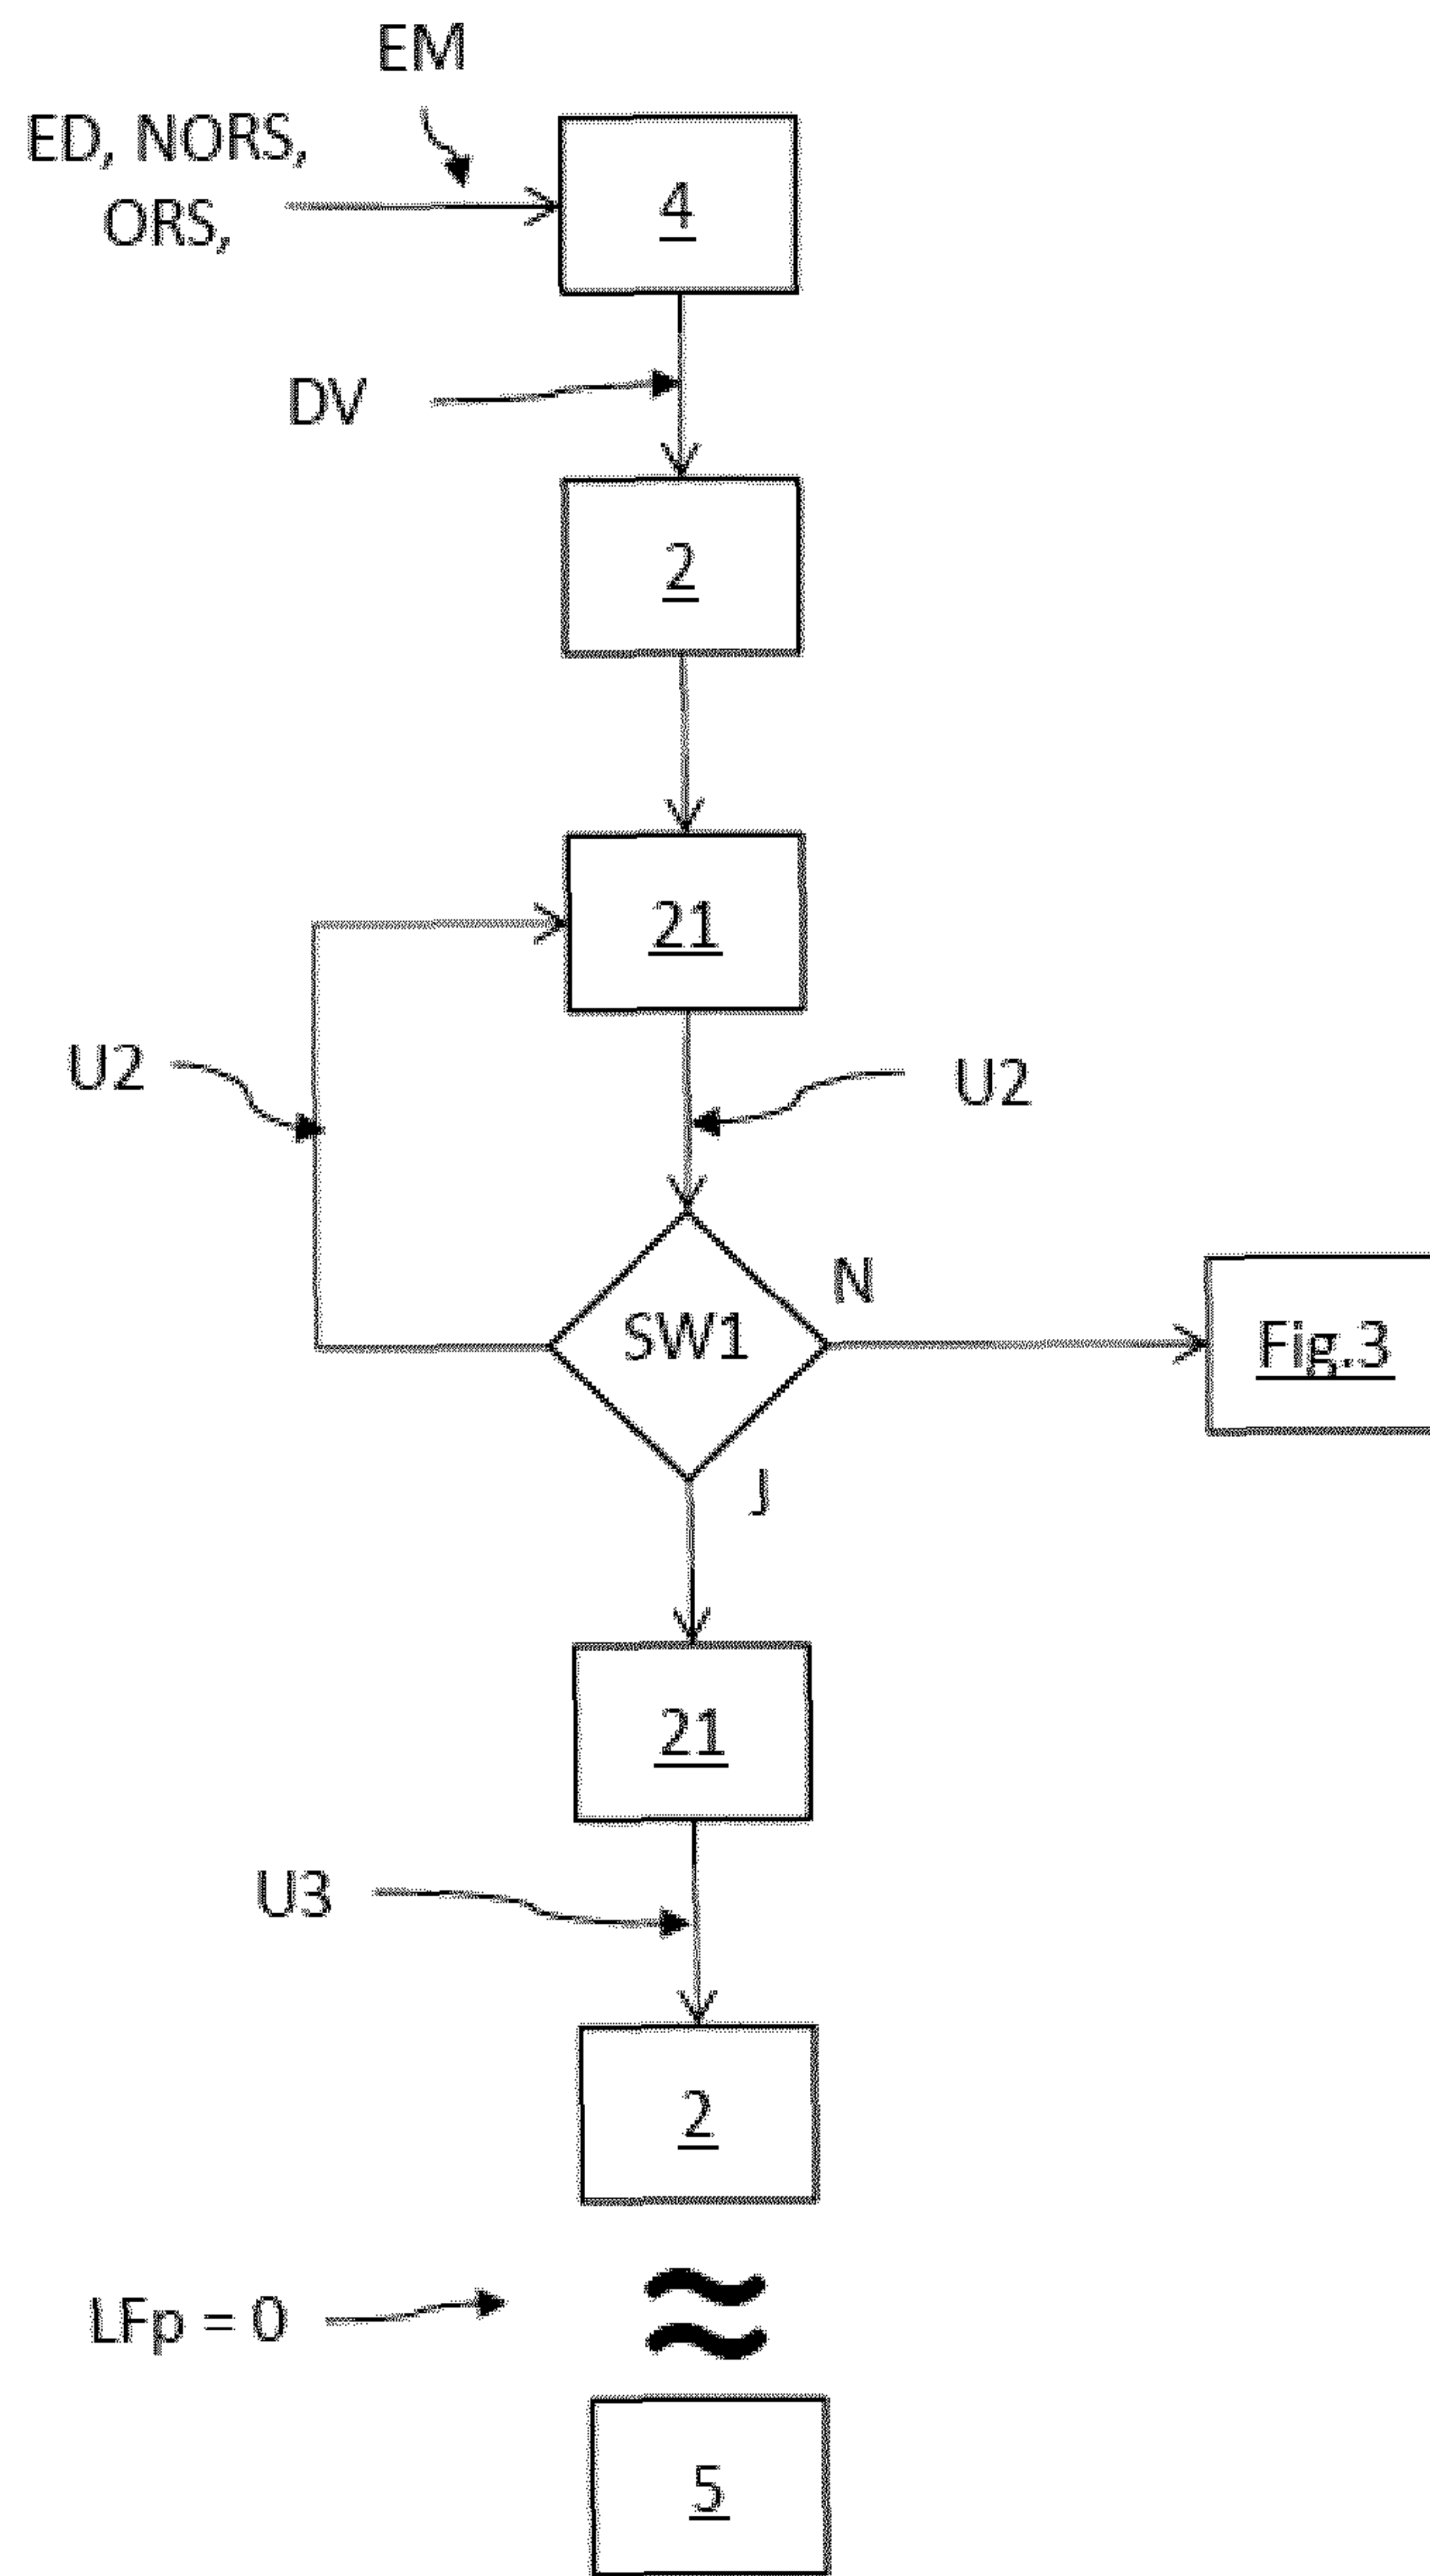 EM
ED, NORS,
ORS,
4
DV
2
21
U2
U2
N
SW1
Fig.3
J
21
U3
2
LFp = 0
5